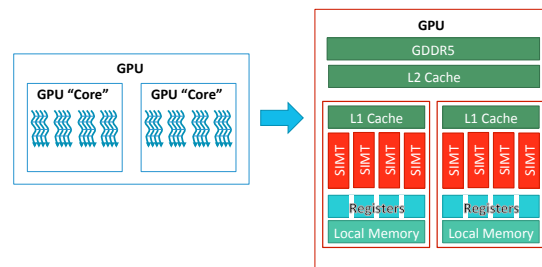 GPU
GPU "Core"
GPU "Core"
GPU
GDDR5
L2 Cache
L1 Cache
SIMT
SIMT
SIMT
SIMT
Registers
Local Memory
L1 Cache
SIMT
SIMT
SIMT
SIMT
Registers
Local Memory